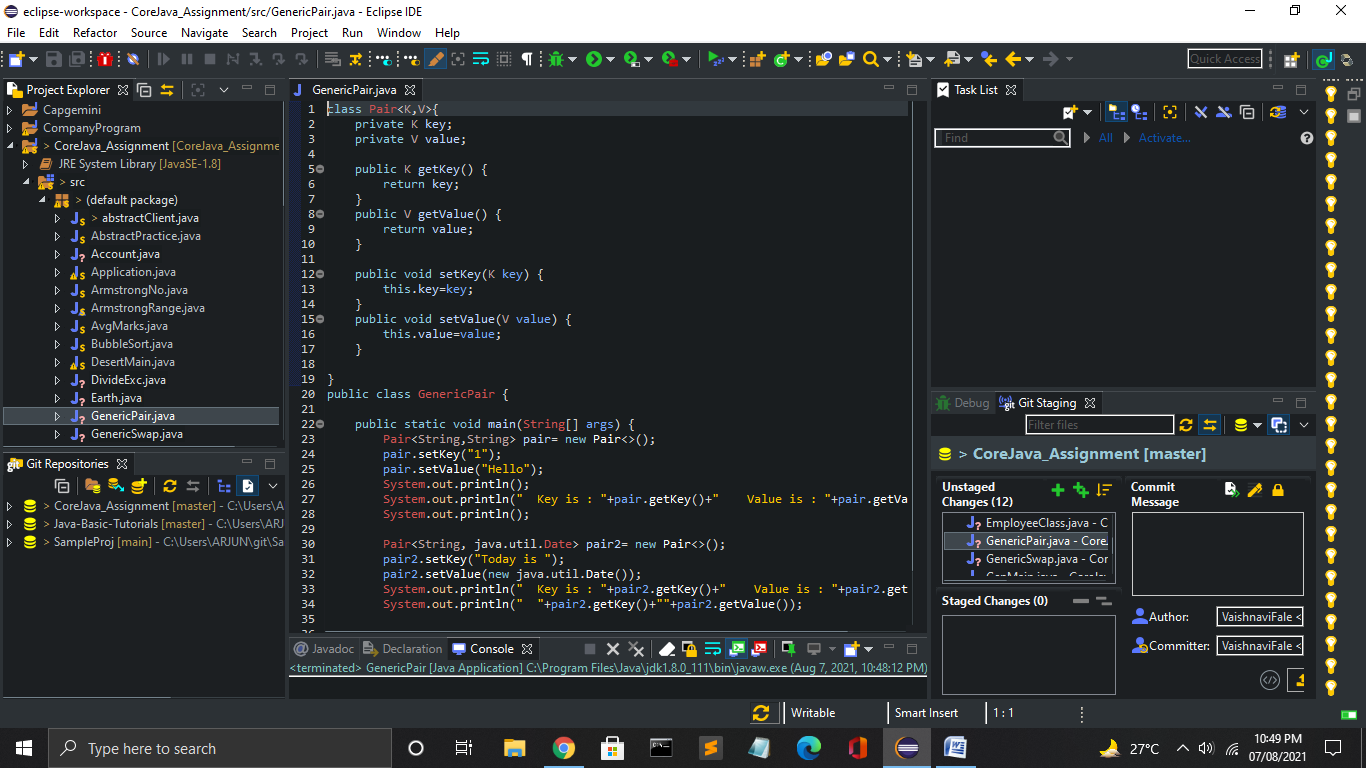 eclipse-workspace - CoreJava_Assignment/src/GenericPair.java - Eclipse IDE
File Edit Refactor Source Navigate Search Project Run Window Help
Quick Access
Project Explorer
Capgemini
CompanyProgram
> CoreJava_Assignment [CoreJava_Assignme
JRE System Library [JavaSE-1.8]
> src
> (default package)
> abstractClient.java
AbstractPractice.java
Account.java
Application.java
ArmstrongNo.java
ArmstrongRange.java
AvgMarks.java
BubbleSort.java
DesertMain.java
DivideExc.java
Earth.java
GenericPair.java
GenericSwap.java
Git Repositories
> CoreJava_Assignment [master] - C:\Users\A
> Java-Basic-Tutorials [master] - C:\Users\ARJ
> SampleProj [main] - C:\Users\ARJUN\git\Sa
GenericPair.java
1 class Pair<K,V>{
2 private K key;
3 private V value;
4
5 public K getKey() {
6 return key;
7 }
8 public V getValue() {
9 return value;
10 }
11
12 public void setKey(K key) {
13 this.key=key;
14 }
15 public void setValue(V value) {
16 this.value=value;
17 }
18
19 }
20 public class GenericPair {
21
22 public static void main(String[] args) {
23 Pair<String,String> pair= new Pair<>();
24 pair.setKey("1");
25 pair.setValue("Hello");
26 System.out.println();
27 System.out.println("  Key is : "+pair.getKey()+"    Value is : "+pair.getVa
28 System.out.println();
29
30 Pair<String, java.util.Date> pair2= new Pair<>();
31 pair2.setKey("Today is ");
32 pair2.setValue(new java.util.Date());
33 System.out.println("  Key is : "+pair2.getKey()+"    Value is : "+pair2.get
34 System.out.println("  "+pair2.getKey()+""+pair2.getValue());
35
36
Javadoc Declaration Console
<terminated> GenericPair [Java Application] C:\Program Files\Java\jdk1.8.0_111\bin\javaw.exe (Aug 7, 2021, 10:48:12 PM)
Task List
Find All Activate...
Debug Git Staging
Filter files
> CoreJava_Assignment [master]
Unstaged Changes (12)
EmployeeClass.java - C
GenericPair.java - Core
GenericSwap.java - Cor
Staged Changes (0)
Commit Message
Author: VaishnaviFale <
Committer: VaishnaviFale <
Writable Smart Insert 1 : 1
Type here to search
27°C
10:49 PM
07/08/2021